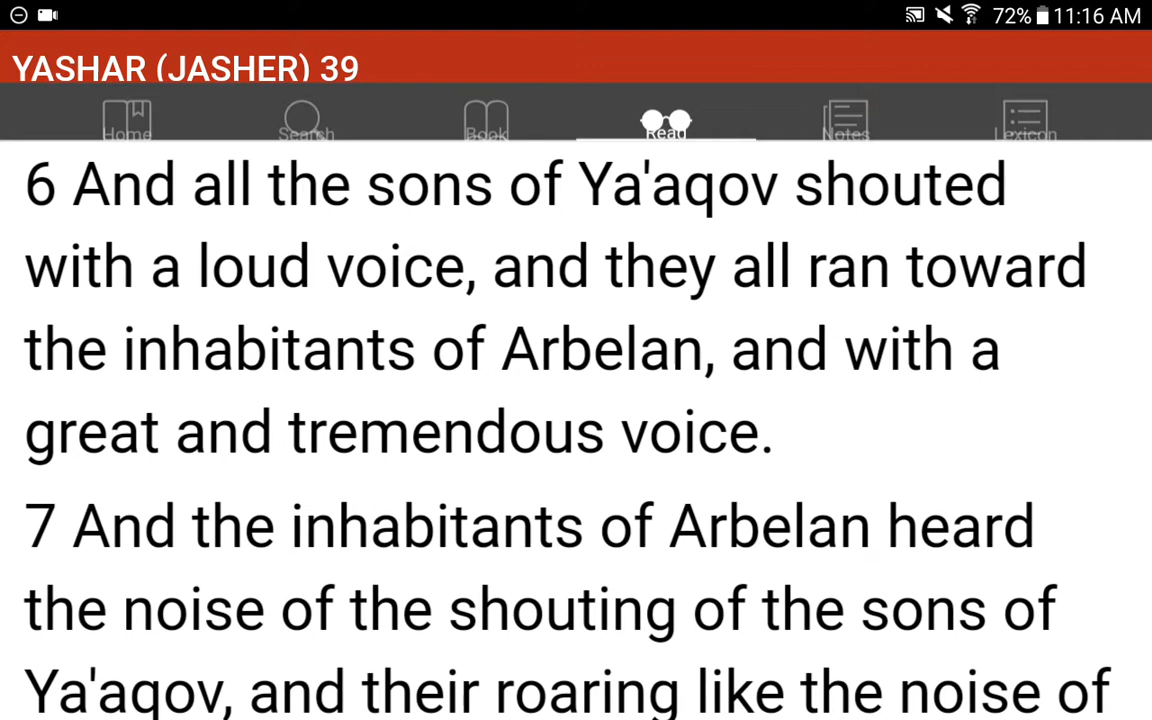 72% 11:16 AM
YASHAR (JASHER) 39
Home Search Book Read Notes Lexicon
6 And all the sons of Ya'aqov shouted
with a loud voice, and they all ran toward
the inhabitants of Arbelan, and with a
great and tremendous voice.
7 And the inhabitants of Arbelan heard
the noise of the shouting of the sons of
Ya'aqov, and their roaring like the noise of